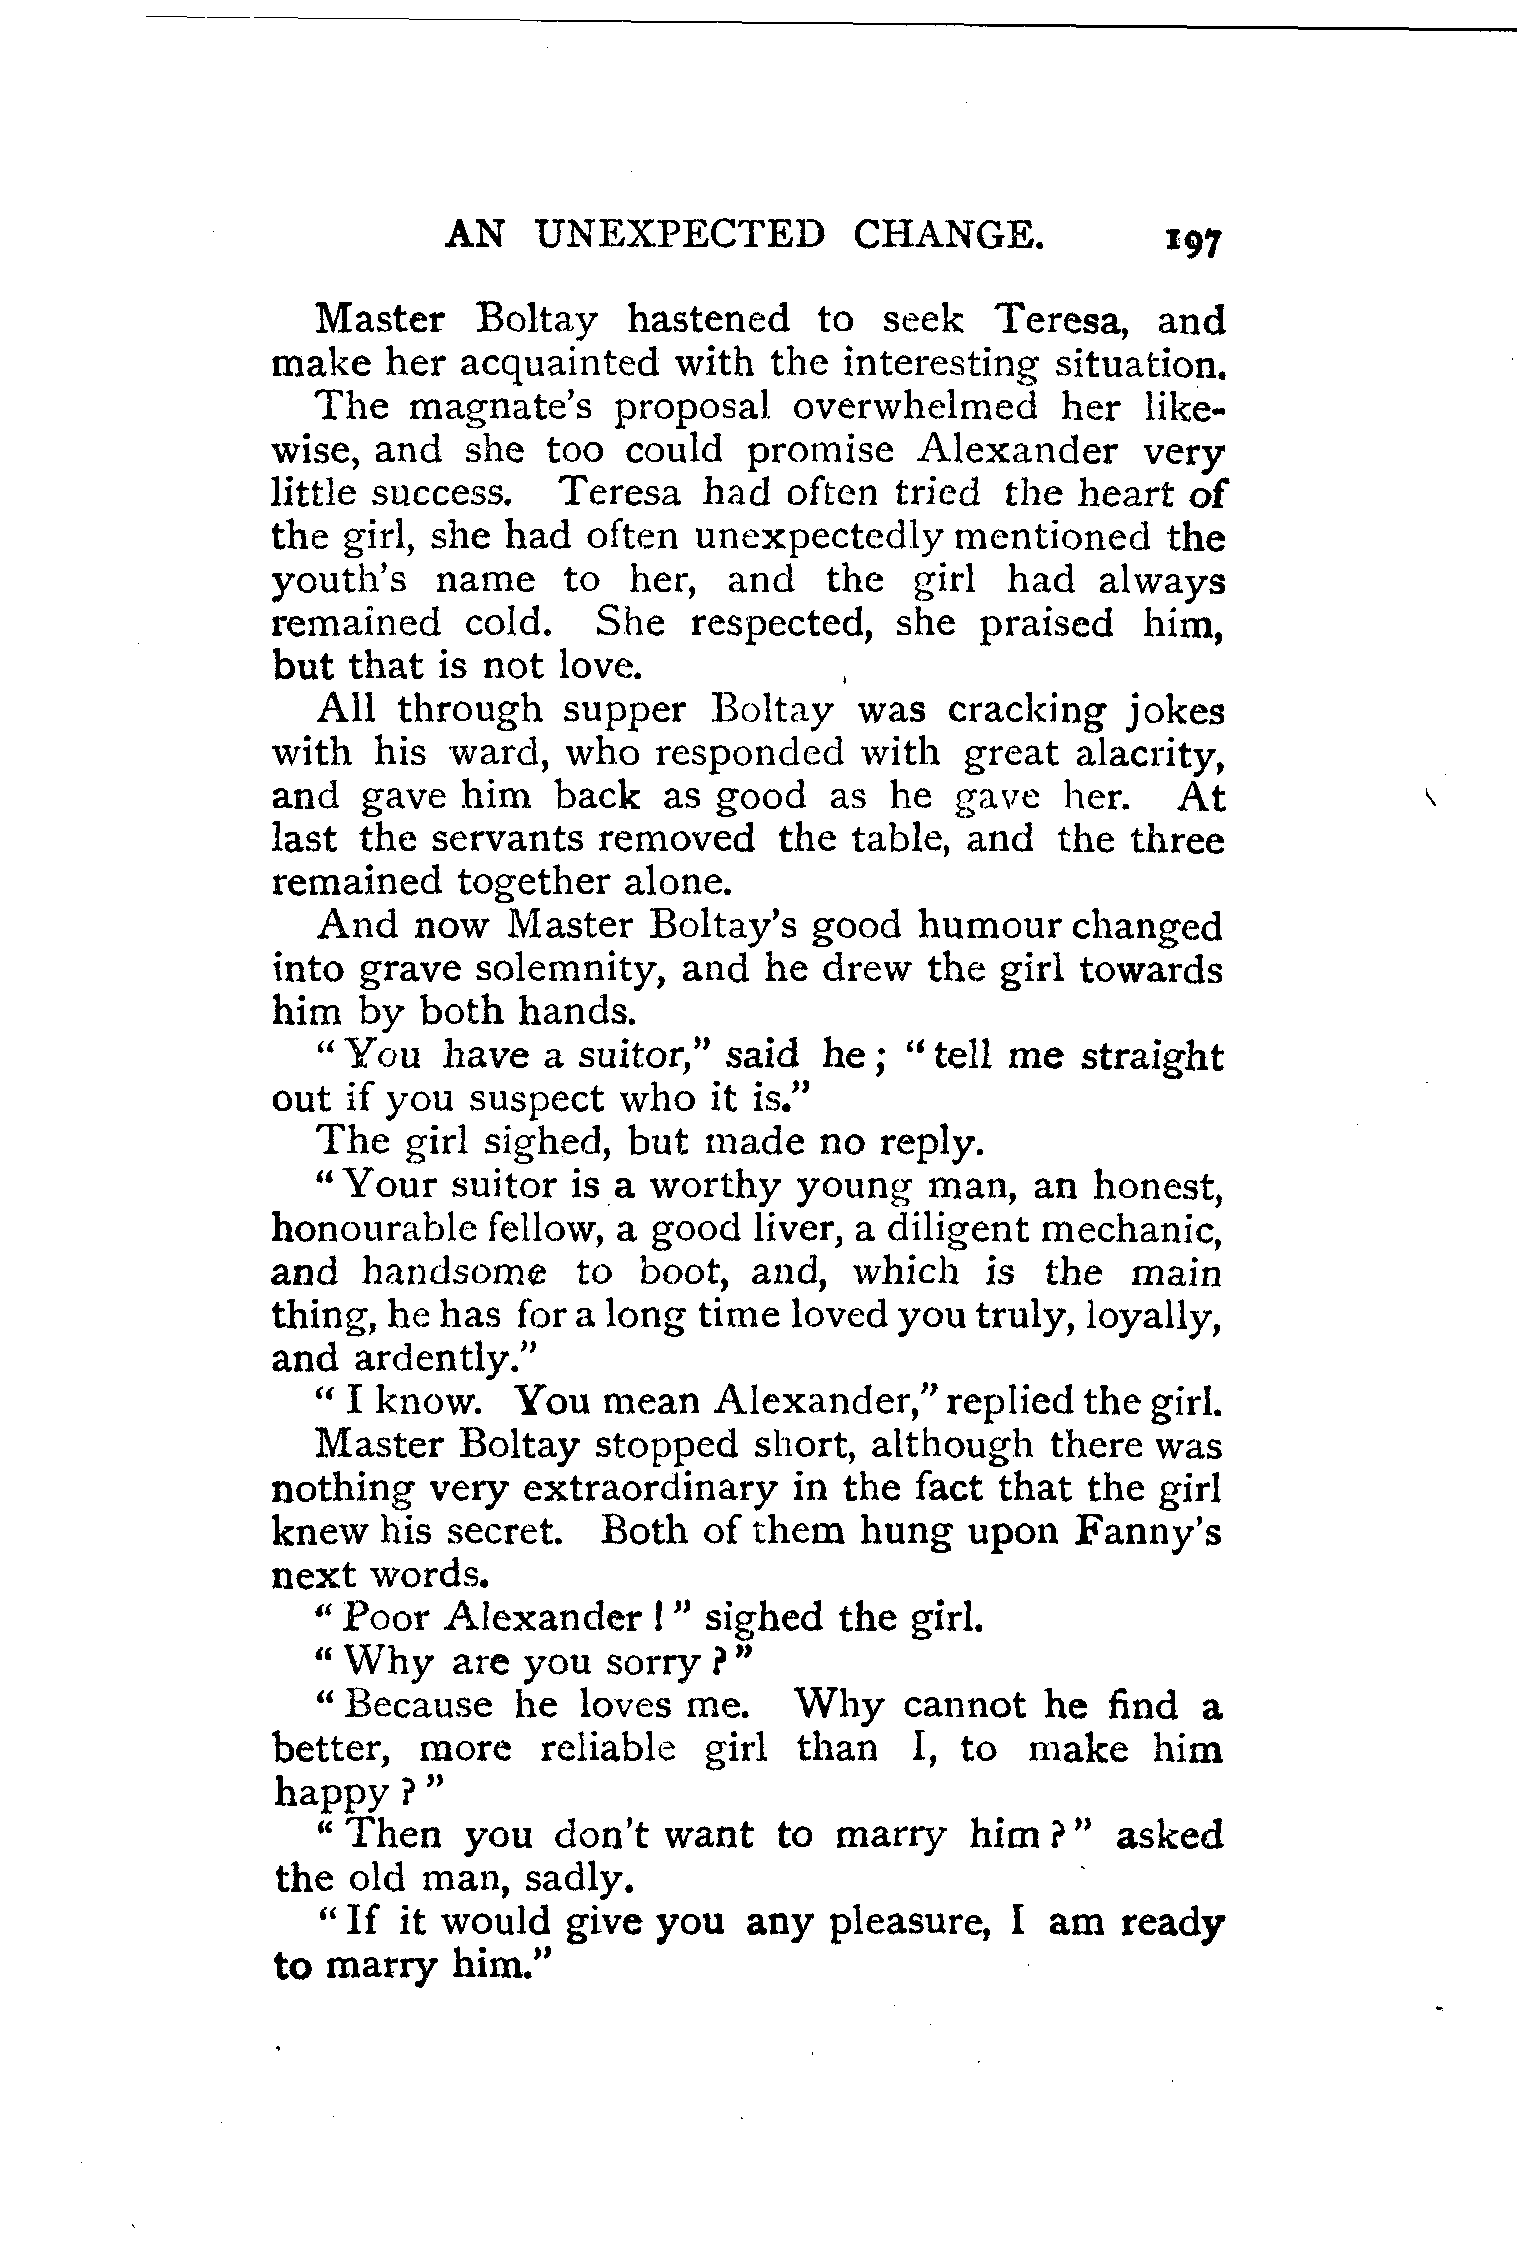 AN UNEXPECTED CHANGE. 197
Master Boltay hastened to seek Teresa, and
make her acquainted with the interesting situation.
The magnate's proposal overwhelmed her like-
wise, and she too could promise Alexander very
little success. Teresa had often tried the heart of
the girl, she had often unexpectedly mentioned the
youth's name to her, and the girl had always
remained cold. She respected, she praised him,
but that is not love.
All through supper Boltay was cracking jokes
with his ward, who responded with great alacrity,
and gave him back as good as he gave her. At
last the servants removed the table, and the three
remained together alone.
And now Master Boltay's good humour changed
into grave solemnity, and he drew the girl towards
him by both hands.
"You have a suitor," said he; "tell me straight
out if you suspect who it is."
The girl sighed, but made no reply.
"Your suitor is a worthy young man, an honest,
honourable fellow, a good liver, a diligent mechanic,
and handsome to boot, and, which is the main
thing, he has for a long time loved you truly, loyally,
and ardently."
"I know. You mean Alexander," replied the girl.
Master Boltay stopped short, although there was
nothing very extraordinary in the fact that the girl
knew his secret. Both of them hung upon Fanny's
next words.
"Poor Alexander!" sighed the girl.
"Why are you sorry?"
"Because he loves me. Why cannot he find a
better, more reliable girl than I, to make him
happy?"
"Then you don't want to marry him?" asked
the old man, sadly.
"If it would give you any pleasure, I am ready
to marry him."